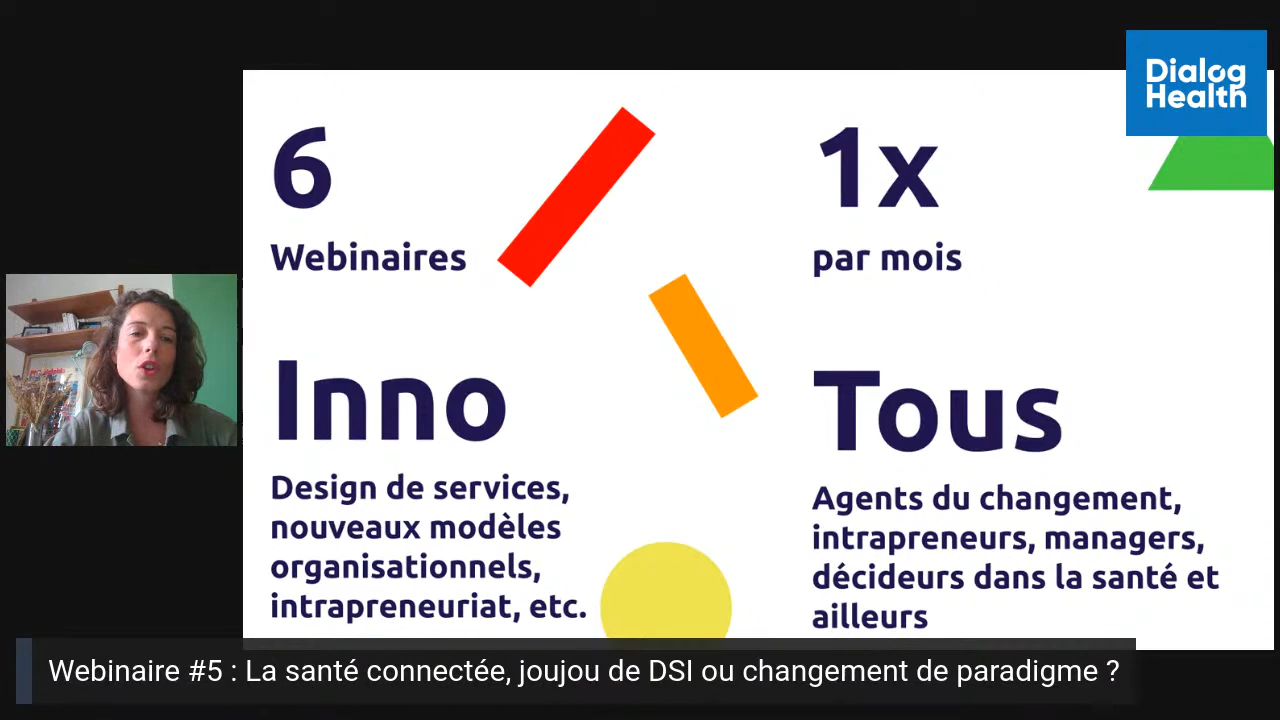 Dialog
Health
6
Webinaires
1x
par mois
Inno
Design de services,
nouveaux modèles
organisationnels,
intrapreneuriat, etc.
Tous
Agents du changement,
intrapreneurs, managers,
décideurs dans la santé et
ailleurs
Webinaire #5 : La santé connectée, joujou de DSI ou changement de paradigme ?